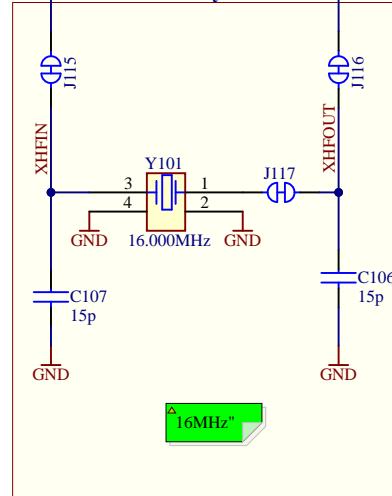 J115
J116
XHFIN
XHFOUT
Y101
J117
3
1
4
2
GND
16.000MHz
GND
C107
15p
C106
15p
GND
GND
16MHz"